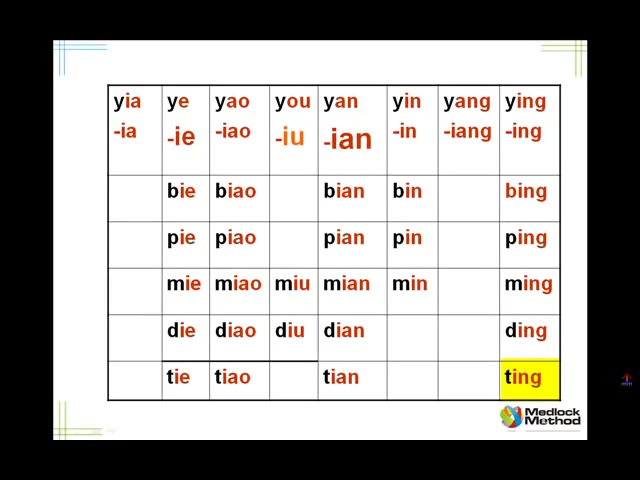 yia ye yao you yan yin yang ying
-ia -ie -iao -iu -ian -in -iang -ing
bie biao bian bin bing
pie piao pian pin ping
mie miao miu mian min ming
die diao diu dian ding
tie tiao tian ting
Medlock
Method